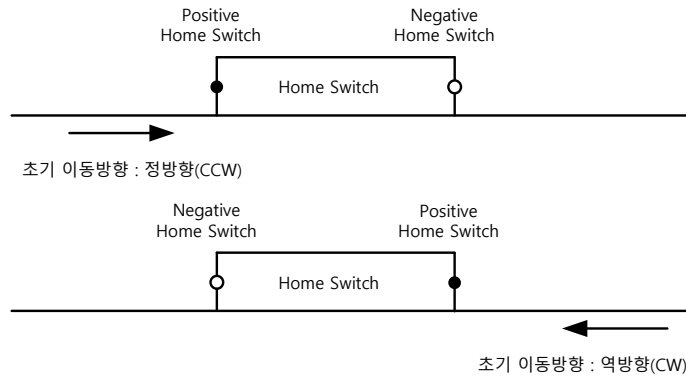 Positive
Home Switch
Negative
Home Switch
Home Switch
초기 이동방향 : 정방향(CCW)
Negative
Home Switch
Positive
Home Switch
Home Switch
초기 이동방향 : 역방향(CW)